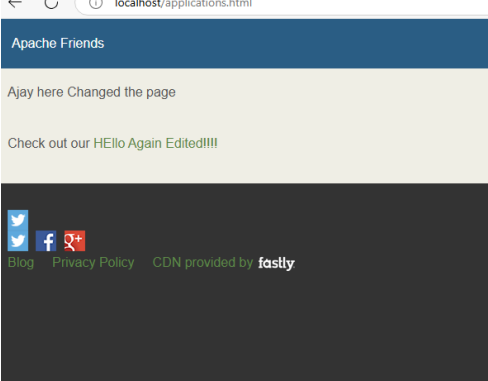 localhost/applications.html
Apache Friends
Ajay here Changed the page
Check out our HEllo Again Edited!!!!
Blog Privacy Policy CDN provided by fastly